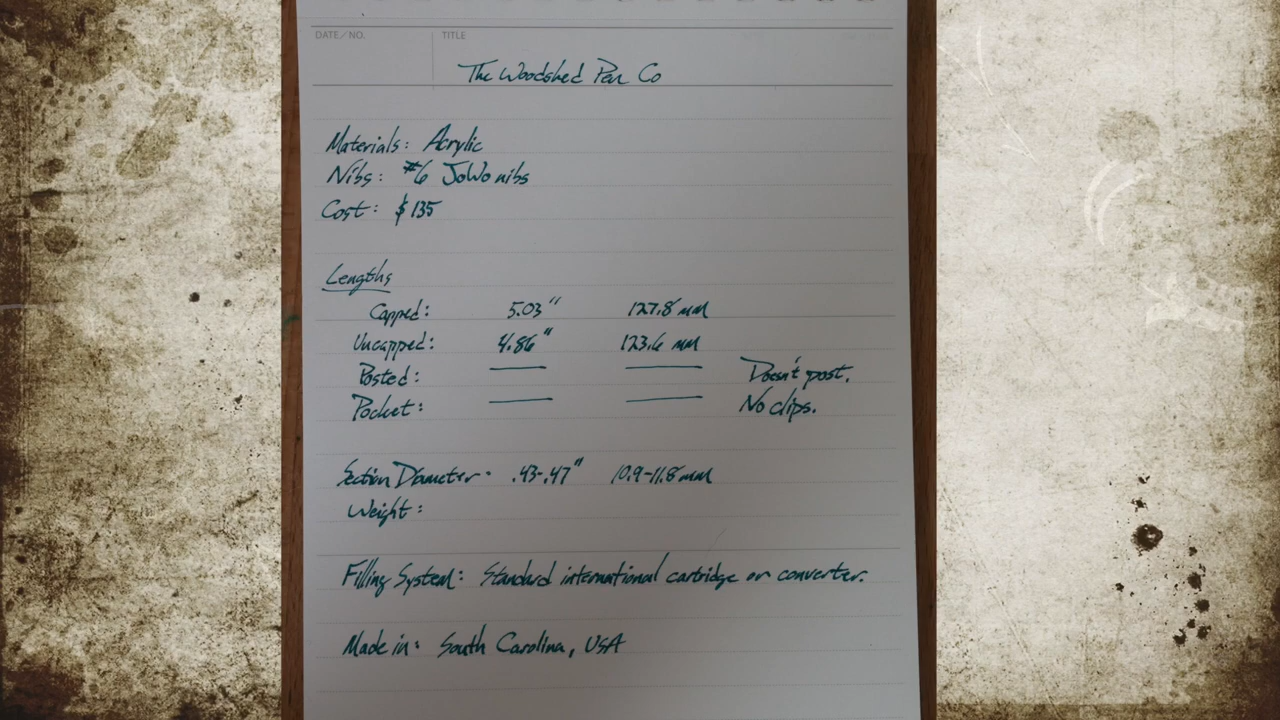 DATE/NO. TITLE
The Woodshed Pen Co
Materials: Acrylic
Nibs: #6 JoWo nibs
Cost: $135
Lengths
Capped: 5.03" 127.8 mm
Uncapped: 4.86" 123.6 mm
Posted: — — Doesn't post.
Pocket: — — No clips.
Section Diameter: .43-.47" 10.9-11.8 mm
Weight:
Filling System: Standard international cartridge or converter.
Made in: South Carolina, USA